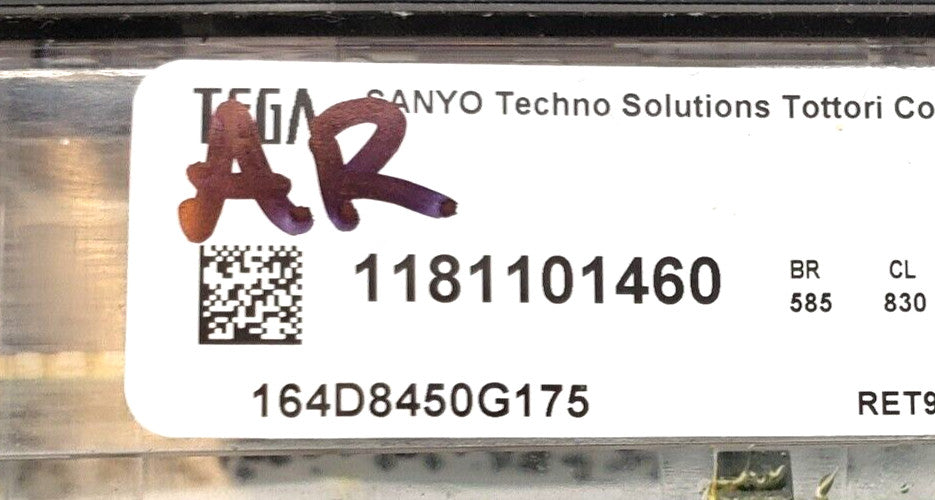 TEGA SANYO Techno Solutions Tottori Co
AR
1181101460
BR CL
585 830
164D8450G175 RET9